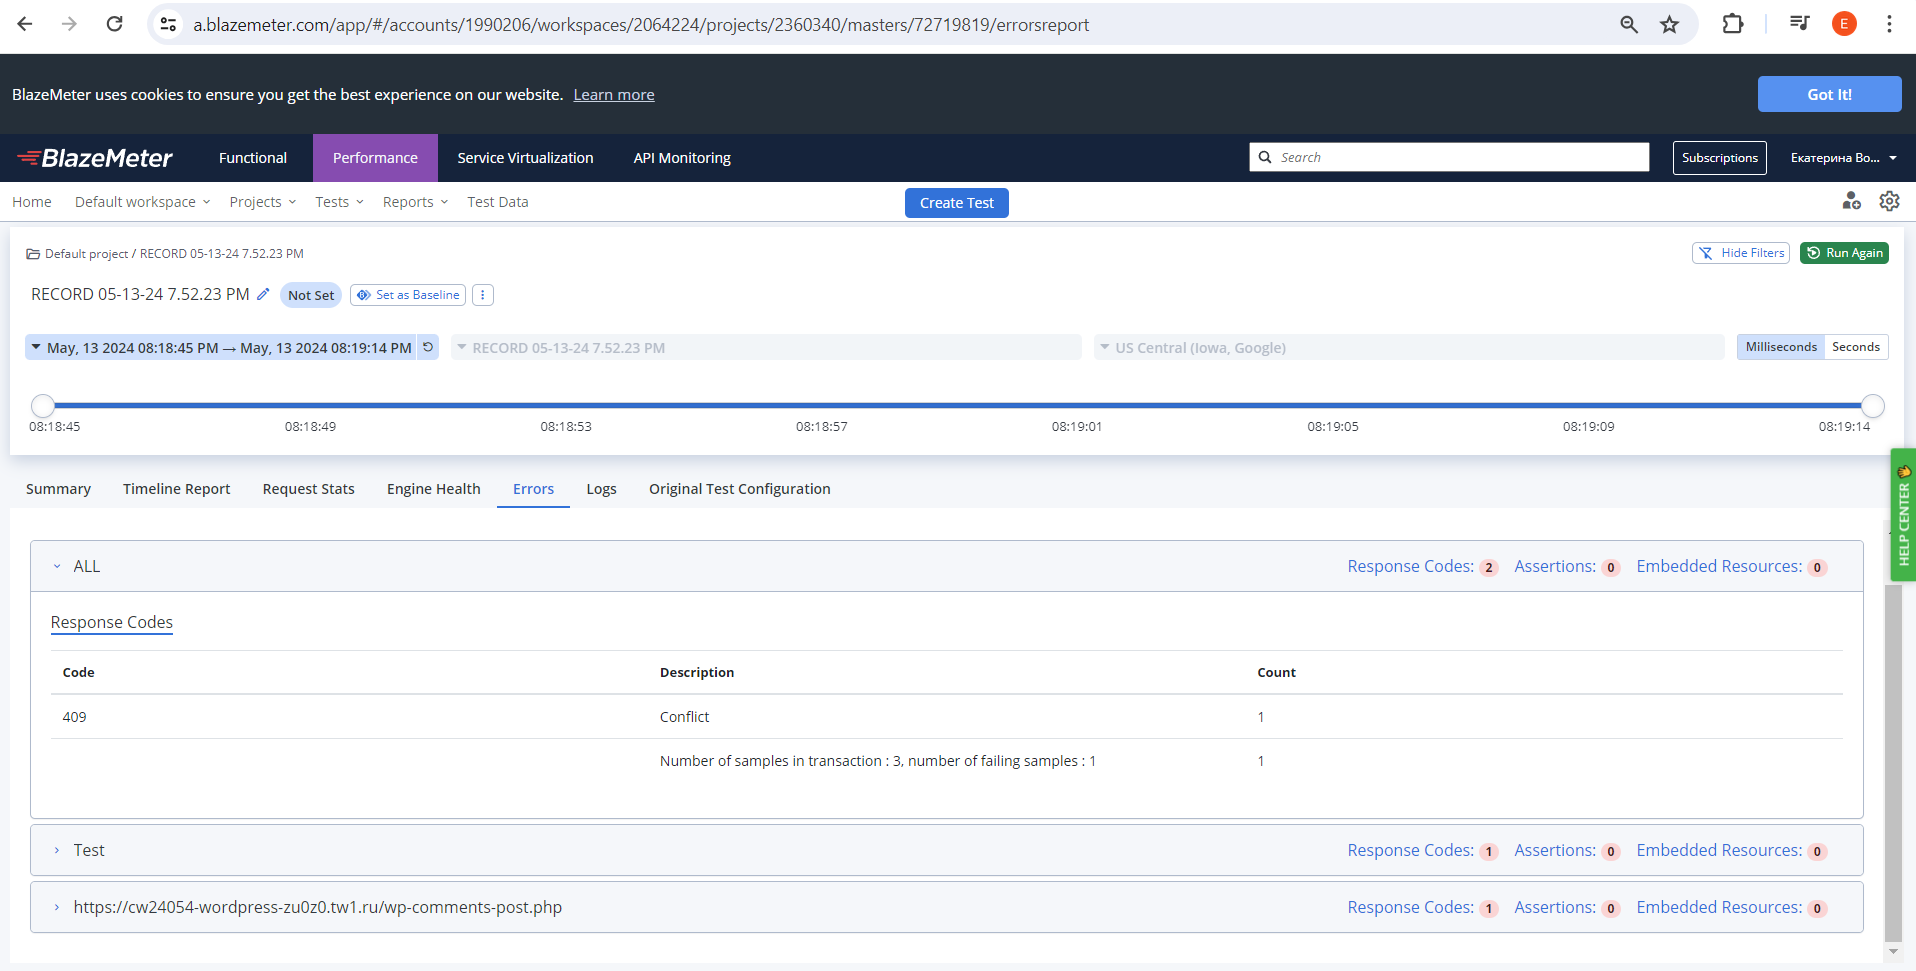 a.blazemeter.com/app/#/accounts/1990206/workspaces/2064224/projects/2360340/masters/72719819/errorsreport
E
BlazeMeter uses cookies to ensure you get the best experience on our website. Learn more
Got It!
BlazeMeter Functional Performance Service Virtualization API Monitoring Search Subscriptions Екатерина Во...
Home Default workspace Projects Tests Reports Test Data Create Test
Default project / RECORD 05-13-24 7.52.23 PM Hide Filters Run Again
RECORD 05-13-24 7.52.23 PM Not Set Set as Baseline
May, 13 2024 08:18:45 PM → May, 13 2024 08:19:14 PM RECORD 05-13-24 7.52.23 PM US Central (Iowa, Google) Milliseconds Seconds
08:18:45 08:18:49 08:18:53 08:18:57 08:19:01 08:19:05 08:19:09 08:19:14
HELP CENTER
Summary Timeline Report Request Stats Engine Health Errors Logs Original Test Configuration
ALL Response Codes: 2 Assertions: 0 Embedded Resources: 0
Response Codes
Code Description Count
409 Conflict 1
Number of samples in transaction : 3, number of failing samples : 1 1
Test Response Codes: 1 Assertions: 0 Embedded Resources: 0
https://cw24054-wordpress-zu0z0.tw1.ru/wp-comments-post.php Response Codes: 1 Assertions: 0 Embedded Resources: 0